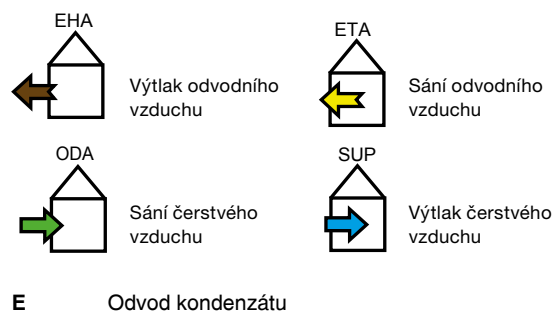 EHA
Výtlak odvodního
vzduchu
ETA
Sání odvodního
vzduchu
ODA
Sání čerstvého
vzduchu
SUP
Výtlak čerstvého
vzduchu
E Odvod kondenzátu